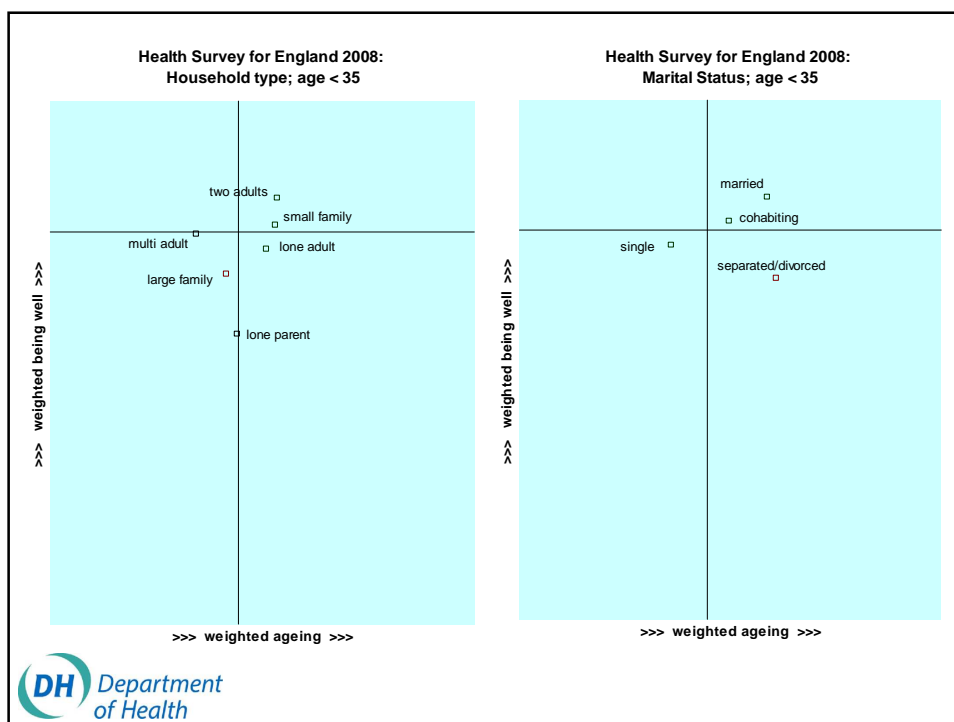 Health Survey for England 2008:
Household type; age < 35
two adults
small family
multi adult
lone adult
large family
lone parent
>>> weighted being well >>>
>>> weighted ageing >>>
Health Survey for England 2008:
Marital Status; age < 35
married
cohabiting
single
separated/divorced
>>> weighted being well >>>
>>> weighted ageing >>>
DH Department
of Health